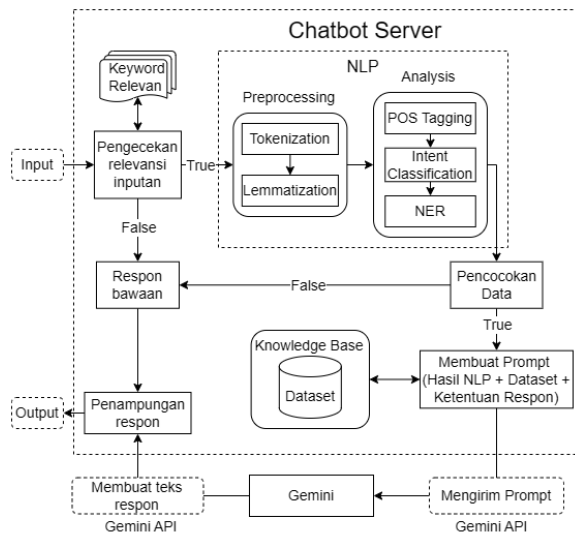 Chatbot Server
Keyword
Relevan
NLP
Preprocessing
Analysis
Tokenization
Lemmatization
POS Tagging
Intent
Classification
NER
Input
Pengecekan
relevansi
inputan
True
False
Respon
bawaan
False
Pencocokan
Data
True
Knowledge Base
Dataset
Membuat Prompt
(Hasil NLP + Dataset +
Ketentuan Respon)
Output
Penampungan
respon
Membuat teks
respon
Gemini
Mengirim Prompt
Gemini API
Gemini API